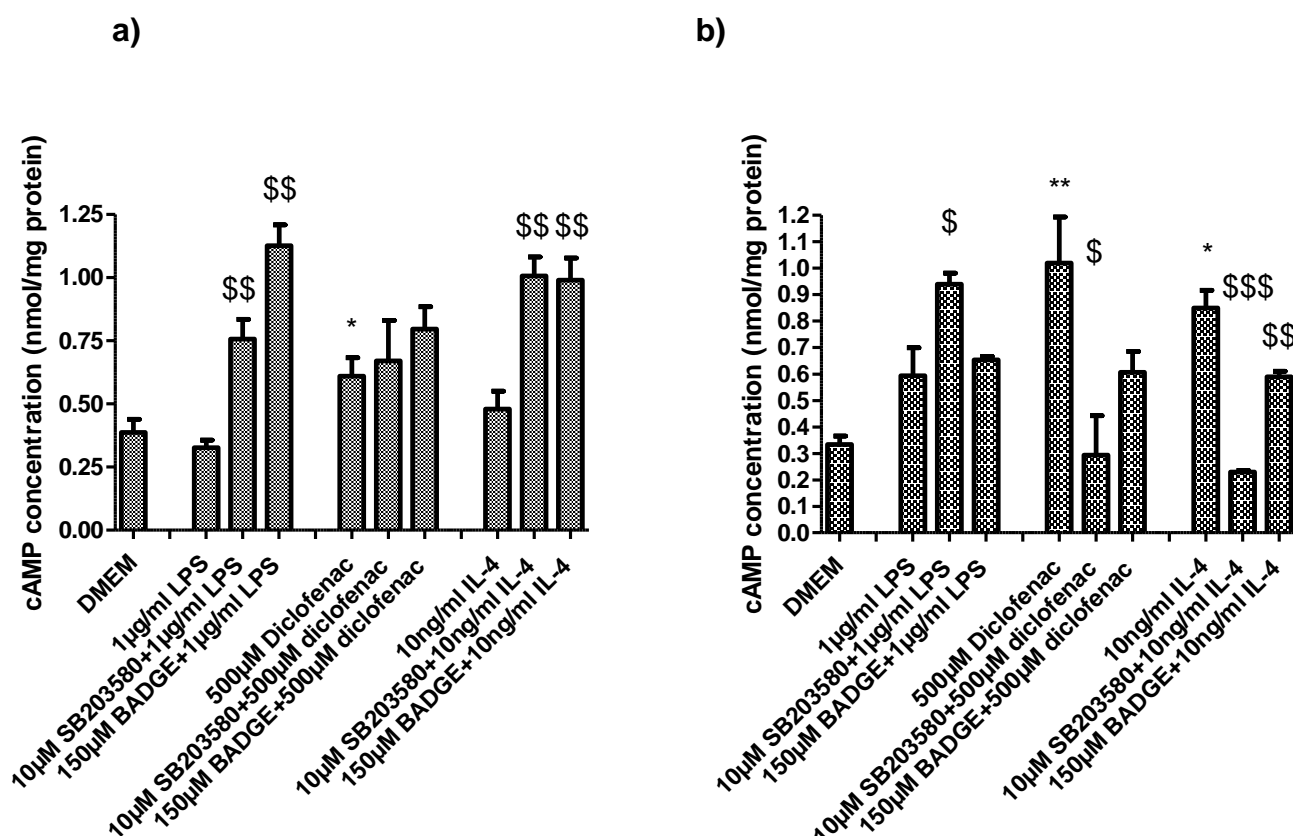 a)
cAMP concentration (nmol/mg protein)
1.25
1.00
0.75
0.50
0.25
0.00
$$
$$
*
$$
$$
DMEM
1µg/ml LPS
10µM SB203580+1µg/ml LPS
150µM BADGE+1µg/ml LPS
500µM Diclofenac
10µM SB203580+500µM diclofenac
150µM BADGE+500µM diclofenac
10ng/ml IL-4
10µM SB203580+10ng/ml IL-4
150µM BADGE+10ng/ml IL-4
b)
cAMP concentration (nmol/mg protein)
1.2
1.0
0.9
0.8
0.7
0.6
0.5
0.4
0.3
0.2
0.1
0.0
$
**
$
*
$$$
$$
DMEM
1µg/ml LPS
10µM SB203580+1µg/ml LPS
150µM BADGE+1µg/ml LPS
500µM Diclofenac
10µM SB203580+500µM diclofenac
150µM BADGE+500µM diclofenac
10ng/ml IL-4
10µM SB203580+10ng/ml IL-4
150µM BADGE+10ng/ml IL-4